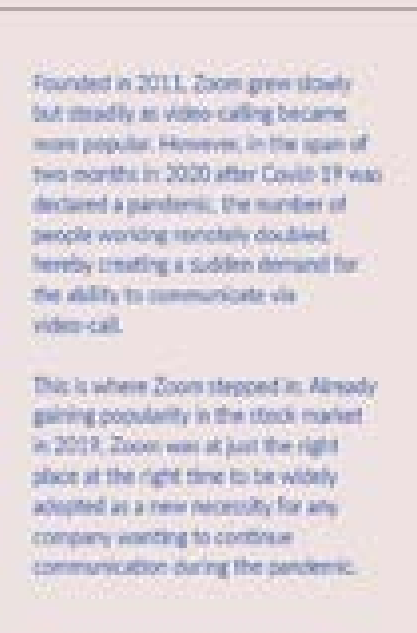 Founded in 2011, Zoom grew slowly
but steadily as video-calling became
more popular. However, in the span of
two months in 2020 after Covid-19 was
declared a pandemic, the number of
people working remotely doubled,
hereby creating a sudden demand for
the ability to communicate via
video-call.
This is where Zoom stepped in. Already
gaining popularity in the stock market
in 2019, Zoom was at just the right
place at the right time to be widely
adopted as a new necessity for any
company wanting to continue
communication during the pandemic.